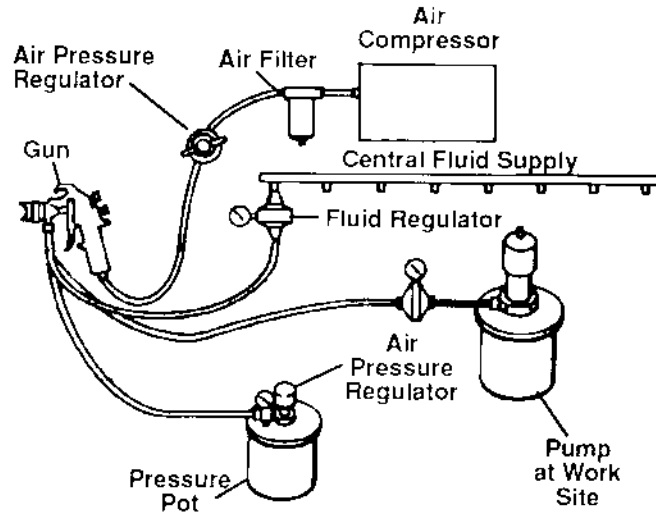 Air
Compressor
Air Filter
Air Pressure
Regulator
Gun
Central Fluid Supply
Fluid Regulator
Air
Pressure
Regulator
Pressure
Pot
Pump
at Work
Site